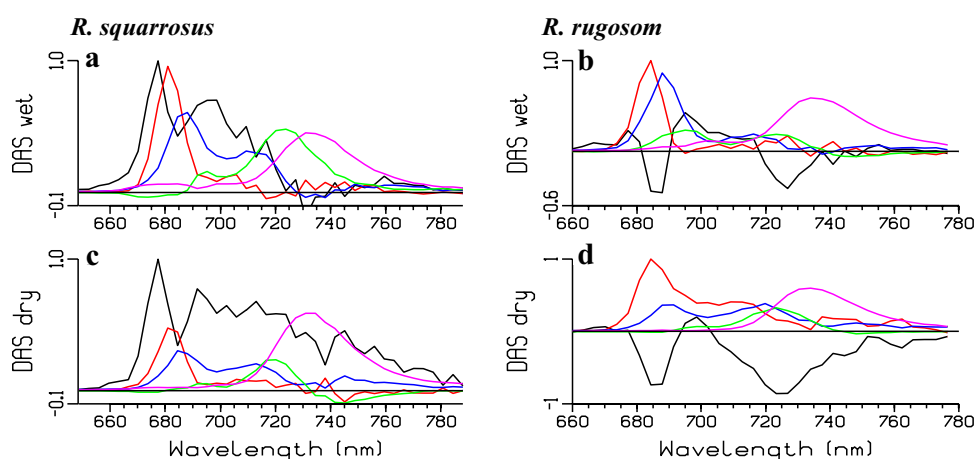 R. squarrosus
R. rugosom
a
DAS wet
1.0
-0.1
660 680 700 720 740 760 780
b
DAS wet
1.0
-0.6
660 680 700 720 740 760 780
c
DAS dry
1.0
-0.1
660 680 700 720 740 760 780
Wavelength (nm)
d
DAS dry
1
-1
660 680 700 720 740 760 780
Wavelength (nm)